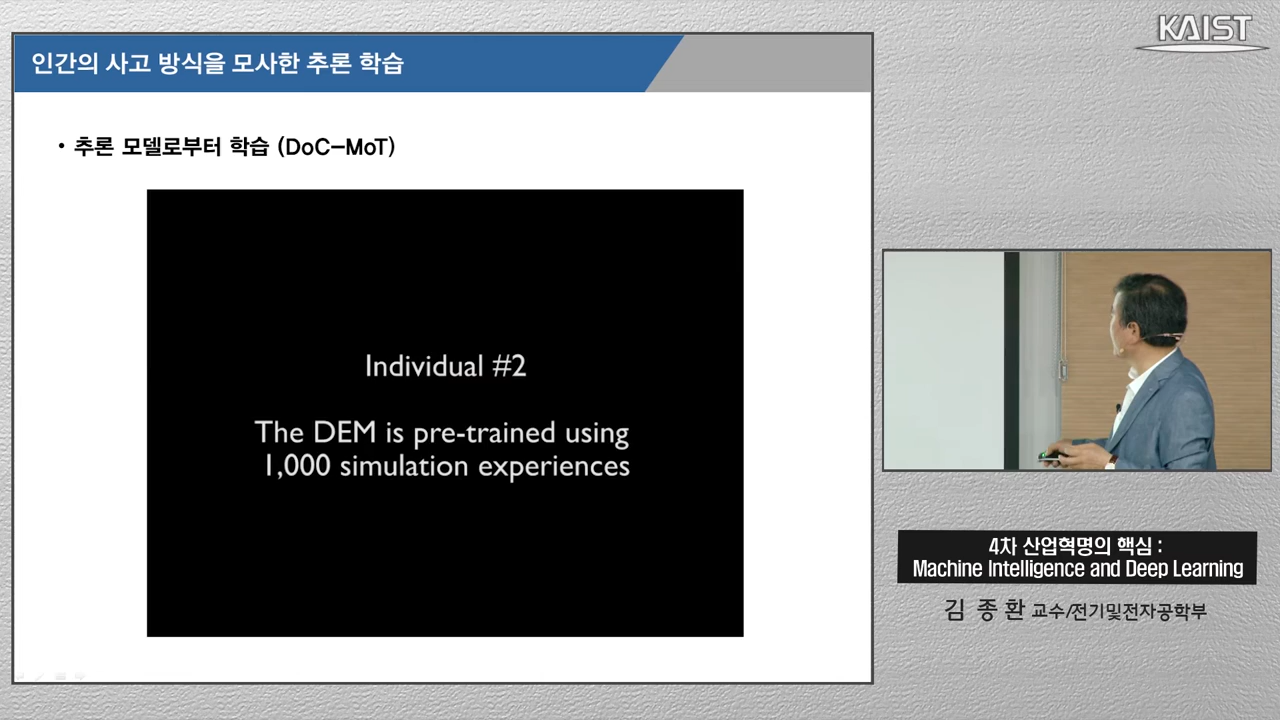 KAIST
인간의 사고 방식을 모사한 추론 학습
• 추론 모델로부터 학습 (DoC-MoT)
Individual #2
The DEM is pre-trained using
1,000 simulation experiences
4차 산업혁명의 핵심 :
Machine Intelligence and Deep Learning
김 종 환 교수/전기및전자공학부